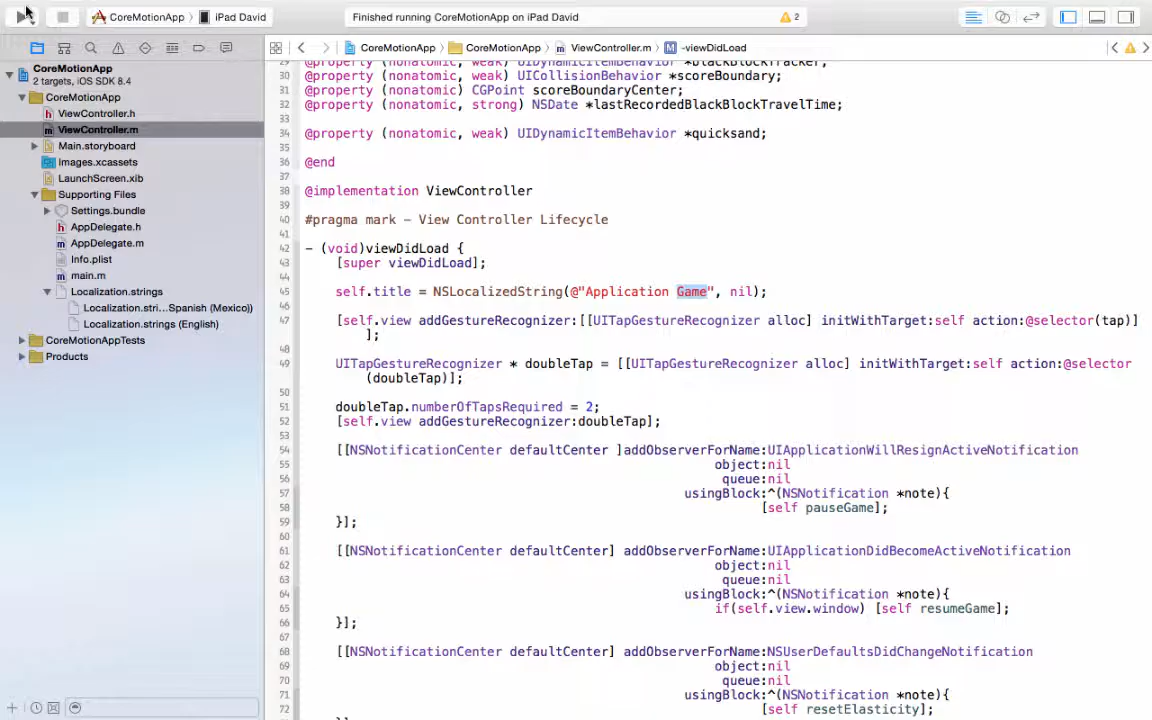 CoreMotionApp iPad David Finished running CoreMotionApp on iPad David 2
CoreMotionApp CoreMotionApp ViewController.m M -viewDidLoad
CoreMotionApp
2 targets, iOS SDK 8.4
CoreMotionApp
ViewController.h
ViewController.m
Main.storyboard
Images.xcassets
LaunchScreen.xib
Supporting Files
Settings.bundle
AppDelegate.h
AppDelegate.m
Info.plist
main.m
Localization.strings
Localization.stri...Spanish (Mexico))
Localization.strings (English)
CoreMotionAppTests
Products
29 @property (nonatomic, weak) UIDynamicItemBehavior *blackBlockTracker;
30 @property (nonatomic, weak) UICollisionBehavior *scoreBoundary;
31 @property (nonatomic) CGPoint scoreBoundaryCenter;
32 @property (nonatomic, strong) NSDate *lastRecordedBlackBlockTravelTime;
33
34 @property (nonatomic, weak) UIDynamicItemBehavior *quicksand;
35
36 @end
37
38 @implementation ViewController
39
40 #pragma mark - View Controller Lifecycle
41
42 - (void)viewDidLoad {
43 [super viewDidLoad];
44
45 self.title = NSLocalizedString(@"Application Game", nil);
46
47 [self.view addGestureRecognizer:[[UITapGestureRecognizer alloc] initWithTarget:self action:@selector(tap)]
];
48
49 UITapGestureRecognizer * doubleTap = [[UITapGestureRecognizer alloc] initWithTarget:self action:@selector
(doubleTap)];
50
51 doubleTap.numberOfTapsRequired = 2;
52 [self.view addGestureRecognizer:doubleTap];
53
54 [[NSNotificationCenter defaultCenter ]addObserverForName:UIApplicationWillResignActiveNotification
55 object:nil
56 queue:nil
57 usingBlock:^(NSNotification *note){
58 [self pauseGame];
59 }];
60
61 [[NSNotificationCenter defaultCenter] addObserverForName:UIApplicationDidBecomeActiveNotification
62 object:nil
63 queue:nil
64 usingBlock:^(NSNotification *note){
65 if(self.view.window) [self resumeGame];
66 }];
67
68 [[NSNotificationCenter defaultCenter] addObserverForName:NSUserDefaultsDidChangeNotification
69 object:nil
70 queue:nil
71 usingBlock:^(NSNotification *note){
72 [self resetElasticity];